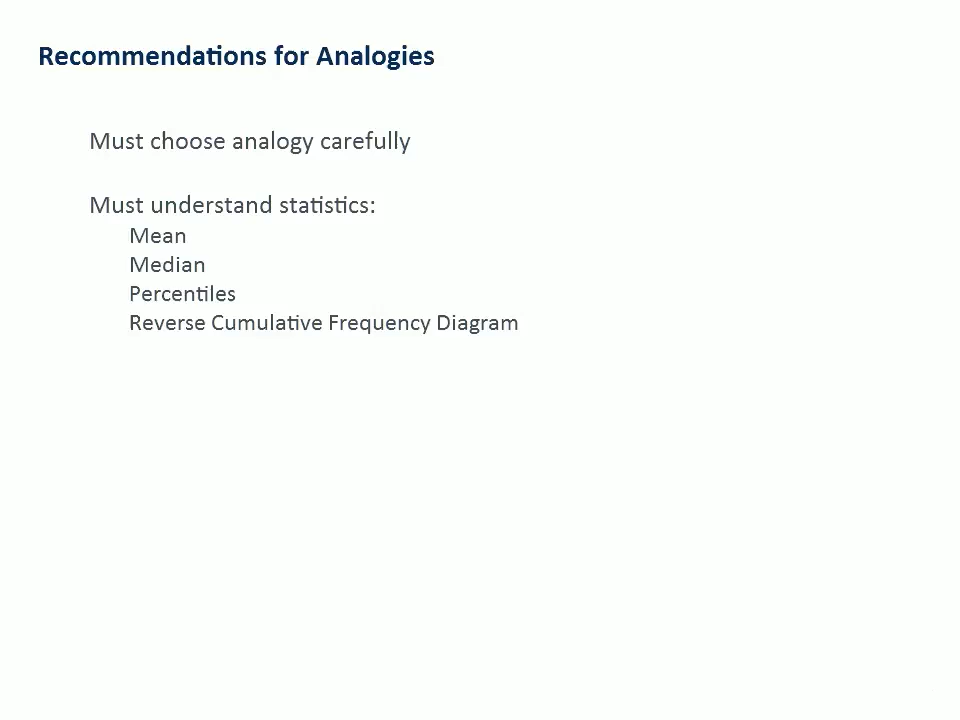 Recommendations for Analogies
Must choose analogy carefully
Must understand statistics:
Mean
Median
Percentiles
Reverse Cumulative Frequency Diagram